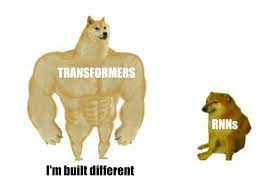 TRANSFORMERS
RNNs
I'm built different